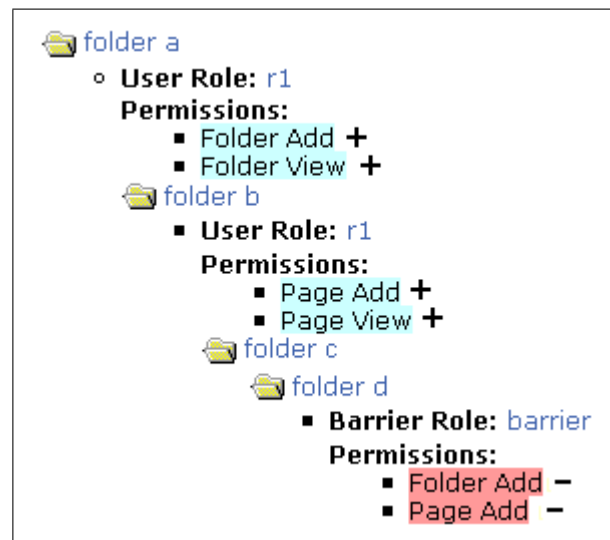 folder a
User Role: r1
Permissions:
Folder Add +
Folder View +
folder b
User Role: r1
Permissions:
Page Add +
Page View +
folder c
folder d
Barrier Role: barrier
Permissions:
Folder Add −
Page Add −